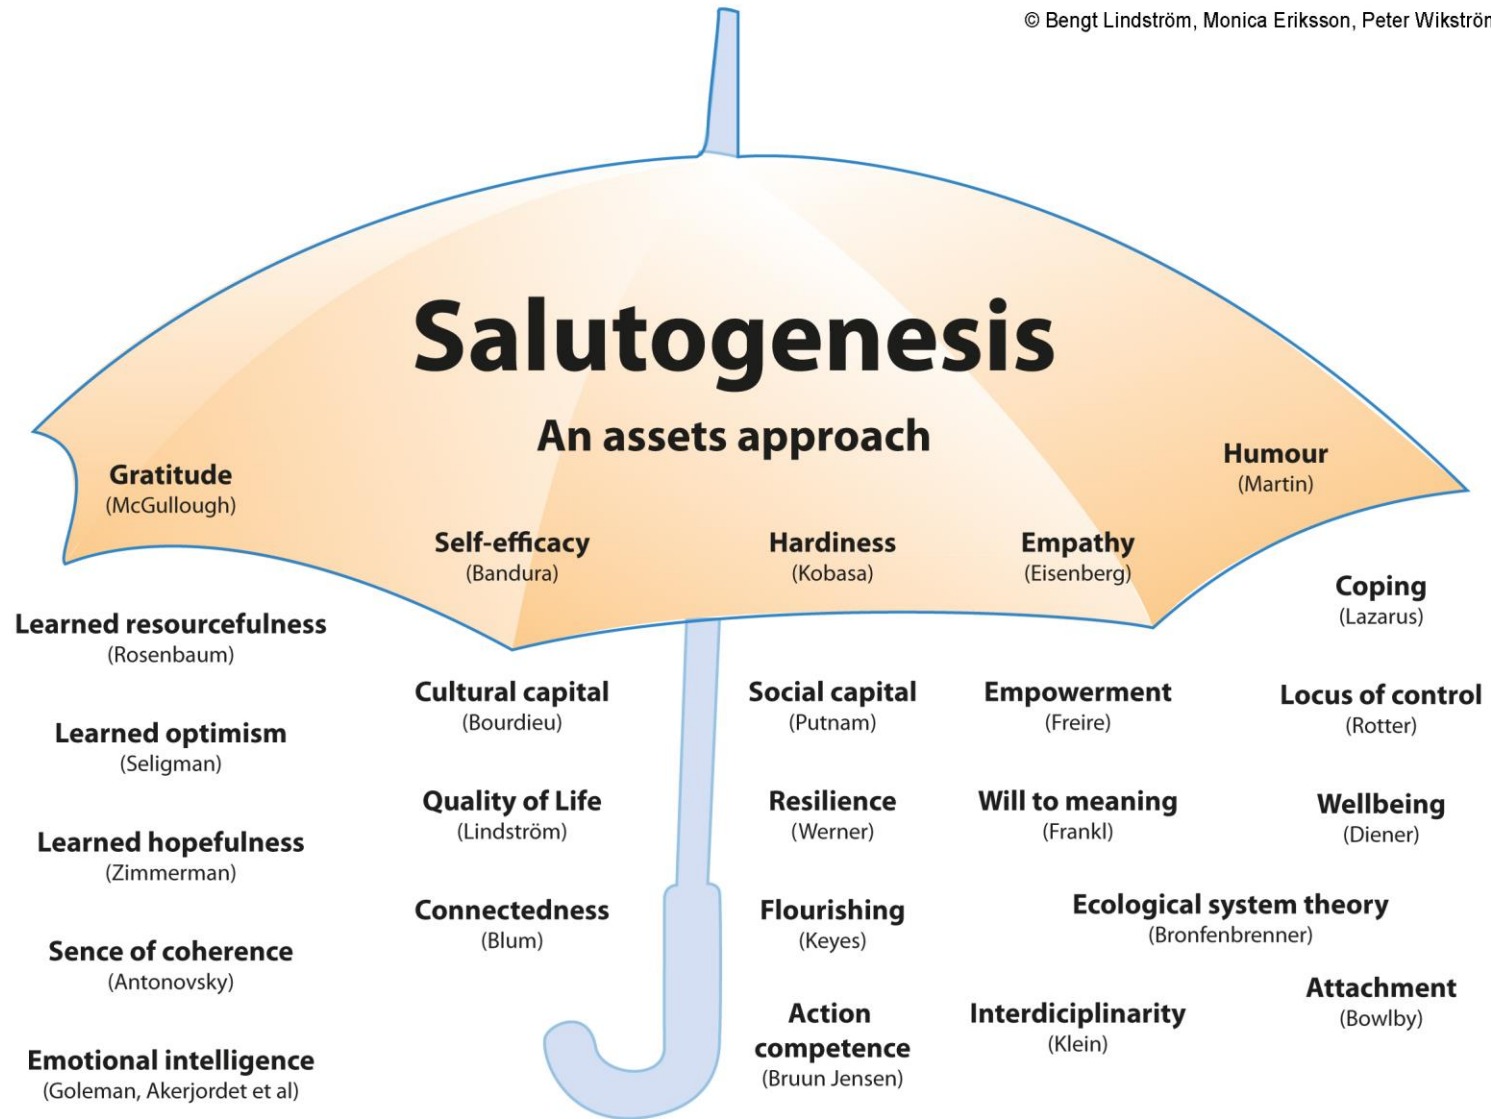 © Bengt Lindström, Monica Eriksson, Peter Wikström
Salutogenesis
An assets approach
Gratitude
(McGullough)
Humour
(Martin)
Self-efficacy
(Bandura)
Hardiness
(Kobasa)
Empathy
(Eisenberg)
Coping
(Lazarus)
Learned resourcefulness
(Rosenbaum)
Cultural capital
(Bourdieu)
Social capital
(Putnam)
Empowerment
(Freire)
Locus of control
(Rotter)
Learned optimism
(Seligman)
Quality of Life
(Lindström)
Resilience
(Werner)
Will to meaning
(Frankl)
Wellbeing
(Diener)
Learned hopefulness
(Zimmerman)
Connectedness
(Blum)
Flourishing
(Keyes)
Ecological system theory
(Bronfenbrenner)
Sence of coherence
(Antonovsky)
Attachment
(Bowlby)
Action
competence
(Bruun Jensen)
Interdiciplinarity
(Klein)
Emotional intelligence
(Goleman, Akerjordet et al)